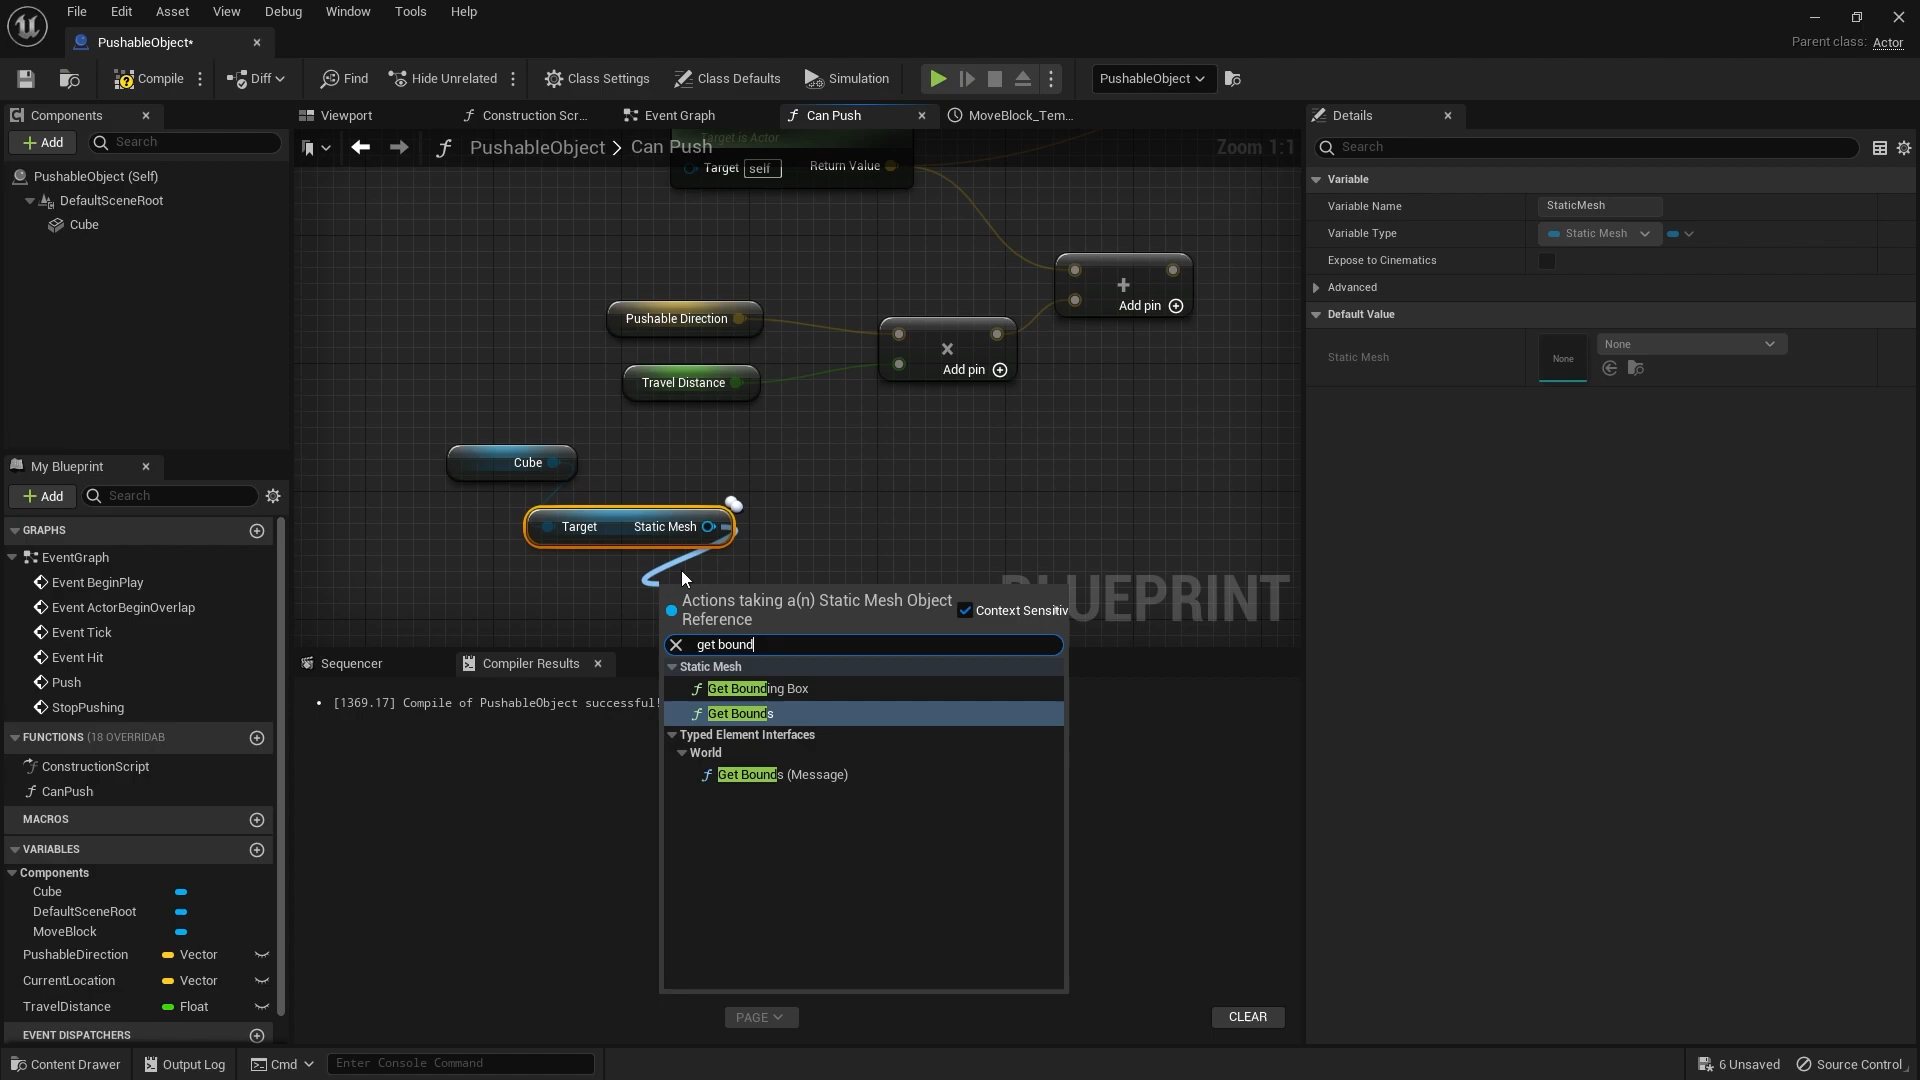 File Edit Asset View Debug Window Tools Help
PushableObject*
Parent class: Actor
Compile Diff Find Hide Unrelated Class Settings Class Defaults Simulation PushableObject
Components
Add Search
PushableObject (Self)
DefaultSceneRoot
Cube
My Blueprint
Add Search
GRAPHS
EventGraph
Event BeginPlay
Event ActorBeginOverlap
Event Tick
Event Hit
Push
StopPushing
FUNCTIONS (18 OVERRIDAB
ConstructionScript
CanPush
MACROS
VARIABLES
Components
Cube
DefaultSceneRoot
MoveBlock
PushableDirection Vector
CurrentLocation Vector
TravelDistance Float
EVENT DISPATCHERS
Viewport Construction Scr... Event Graph Can Push MoveBlock_Tem...
PushableObject > Can Push
Zoom 1:1
Target is Actor
Target self Return Value
+
Add pin
Pushable Direction
×
Add pin
Travel Distance
Cube
Target Static Mesh
BLUEPRINT
Actions taking a(n) Static Mesh Object
Reference
Context Sensitiv
get bound
Static Mesh
Get Bounding Box
Get Bounds
Typed Element Interfaces
World
Get Bounds (Message)
Sequencer Compiler Results
[1369.17] Compile of PushableObject successful!
PAGE
CLEAR
Details
Search
Variable
Variable Name StaticMesh
Variable Type Static Mesh
Expose to Cinematics
Advanced
Default Value
Static Mesh None None
Content Drawer Output Log Cmd Enter Console Command 6 Unsaved Source Control